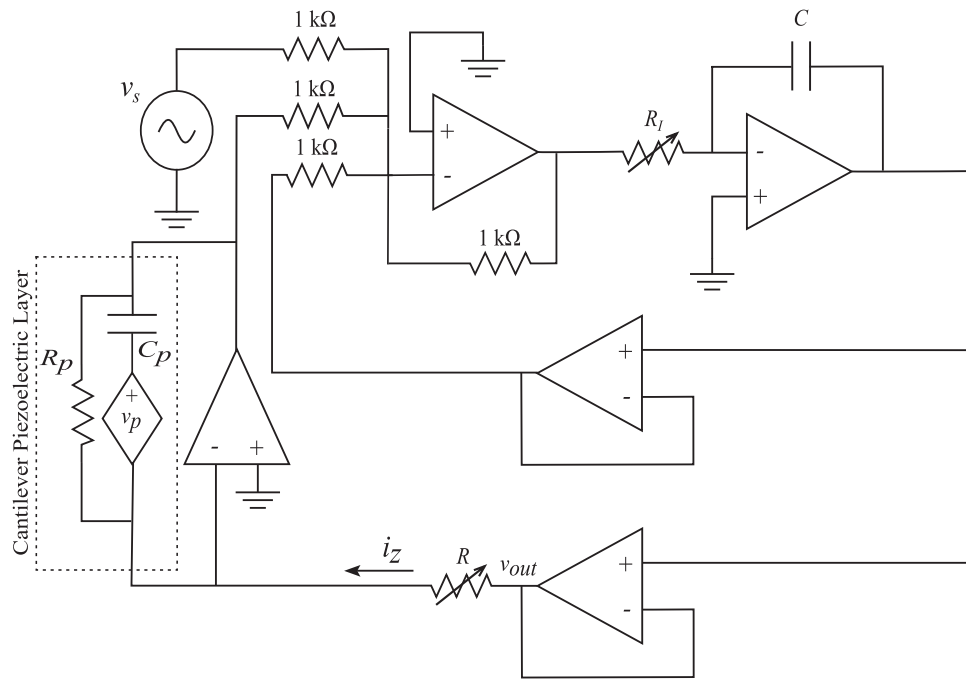 1 kΩ
C
v_s
1 kΩ
1 kΩ
R_I
+
-
-
+
1 kΩ
Cantilever Piezoelectric Layer
R_p
C_p
+
v_p
-
+
+
-
i_Z
R
v_out
+
-